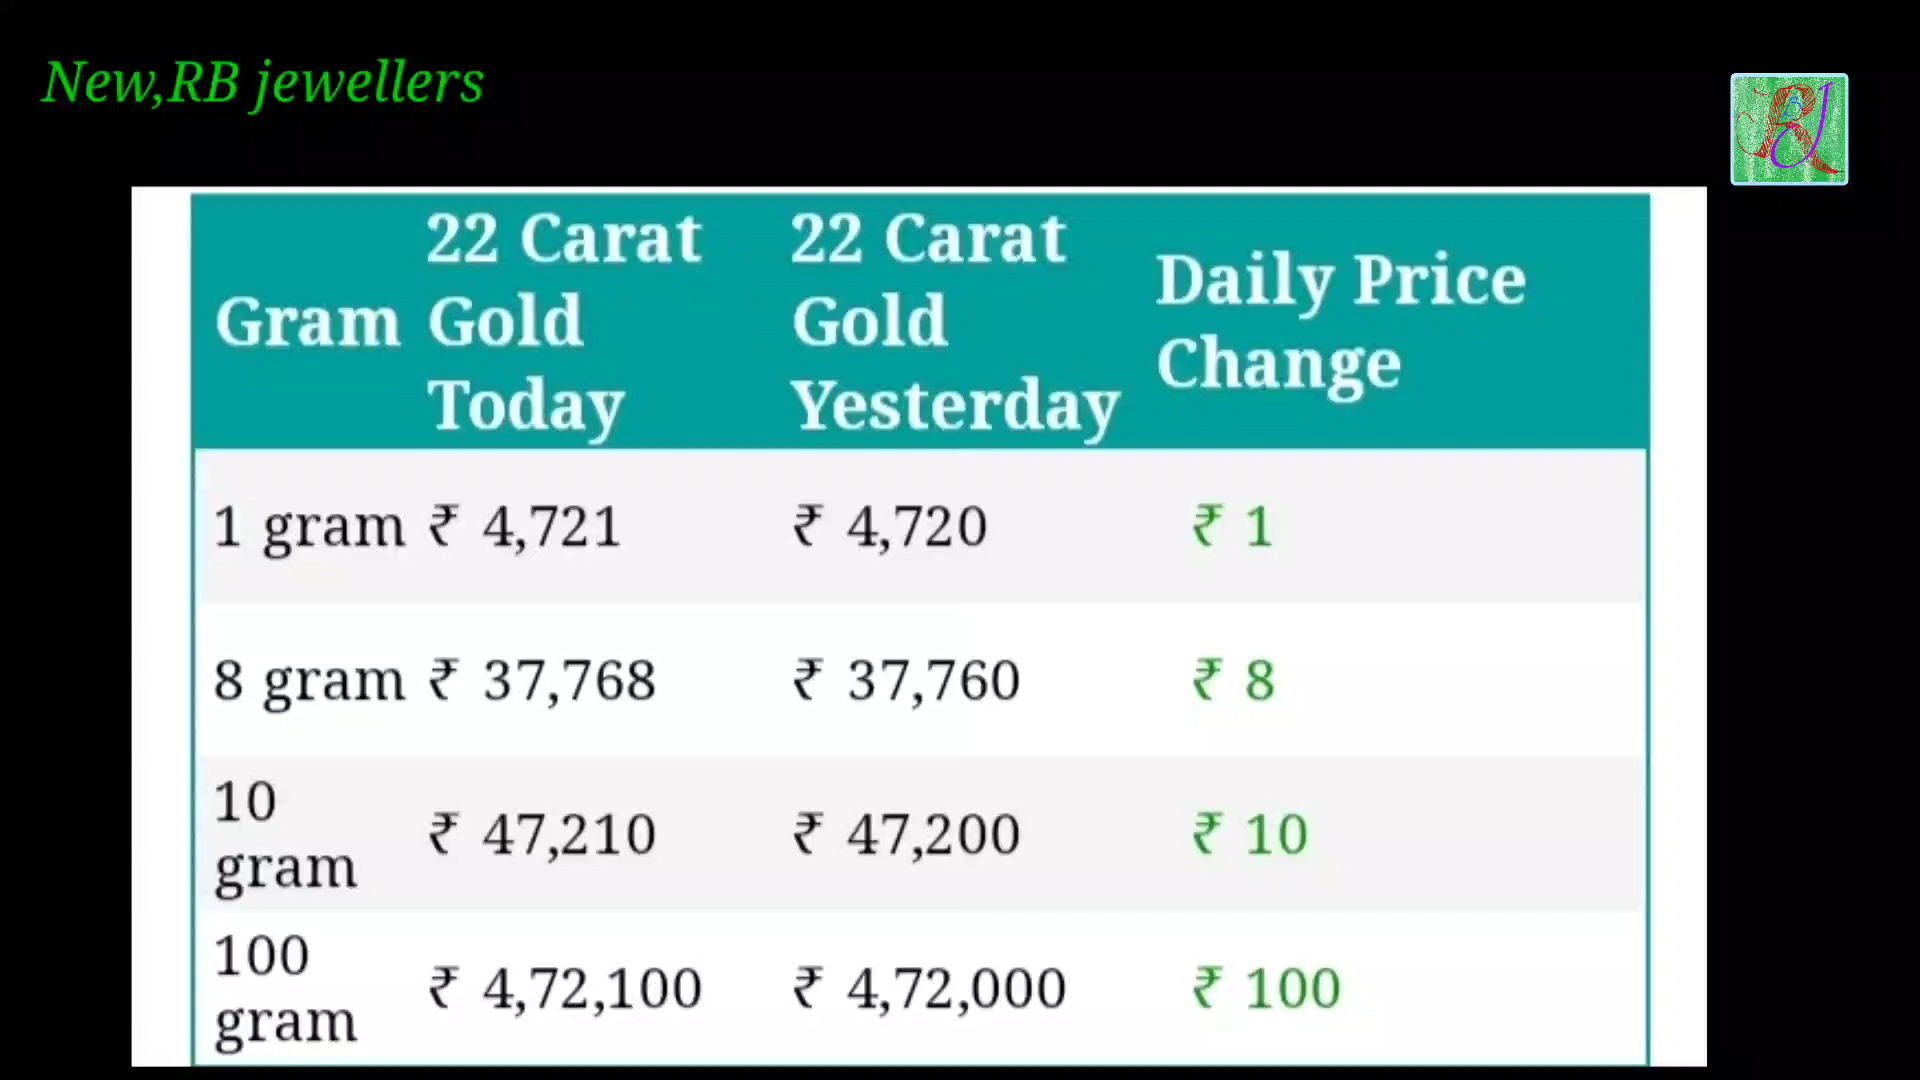 New,RB jewellers
RBJ
Gram
22 Carat
Gold
Today
22 Carat
Gold
Yesterday
Daily Price
Change
1 gram ₹ 4,721 ₹ 4,720 ₹ 1
8 gram ₹ 37,768 ₹ 37,760 ₹ 8
10
gram ₹ 47,210 ₹ 47,200 ₹ 10
100
gram ₹ 4,72,100 ₹ 4,72,000 ₹ 100